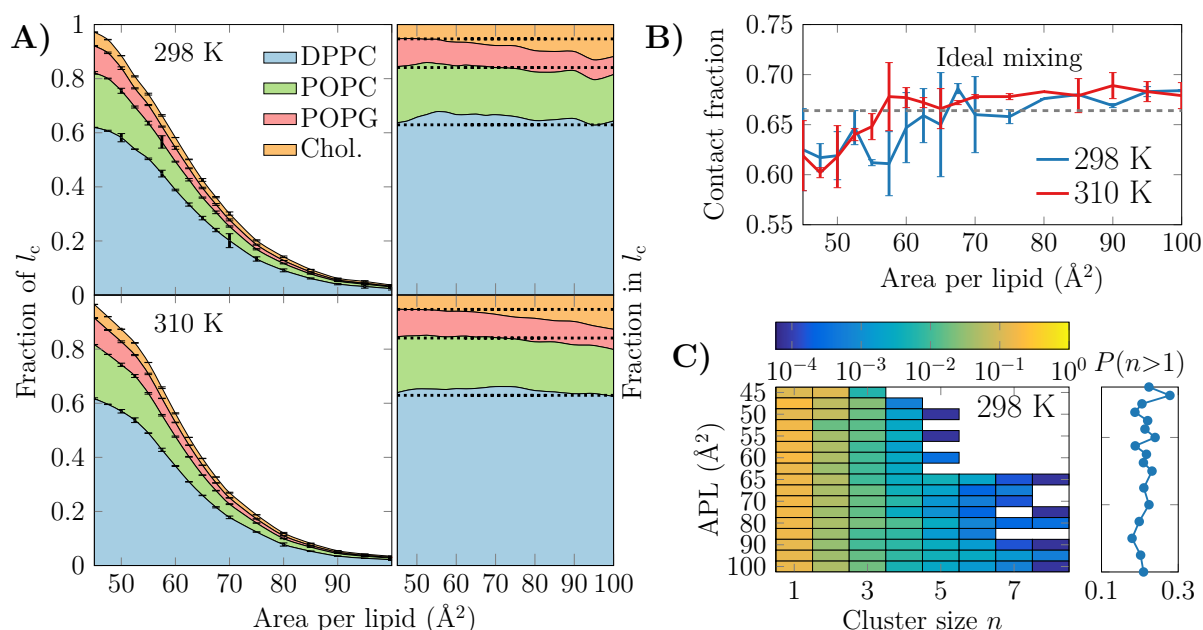 A)
298 K
DPPC
POPC
POPG
Chol.
1
0.8
0.6
0.4
0.2
0
310 K
0.8
0.6
0.4
0.2
0
Fraction of l_c
50 60 70 80 90
50 60 70 80 90 100
Area per lipid (Å²)
Fraction in l_c
B)
Contact fraction
0.75
0.70
0.65
0.60
0.55
Ideal mixing
298 K
310 K
50 60 70 80 90 100
Area per lipid (Å²)
C)
10⁻⁴ 10⁻³ 10⁻² 10⁻¹ 10⁰
P(n>1)
298 K
APL (Å²)
45
50
55
60
65
70
80
90
100
1 3 5 7
Cluster size n
0.1 0.3